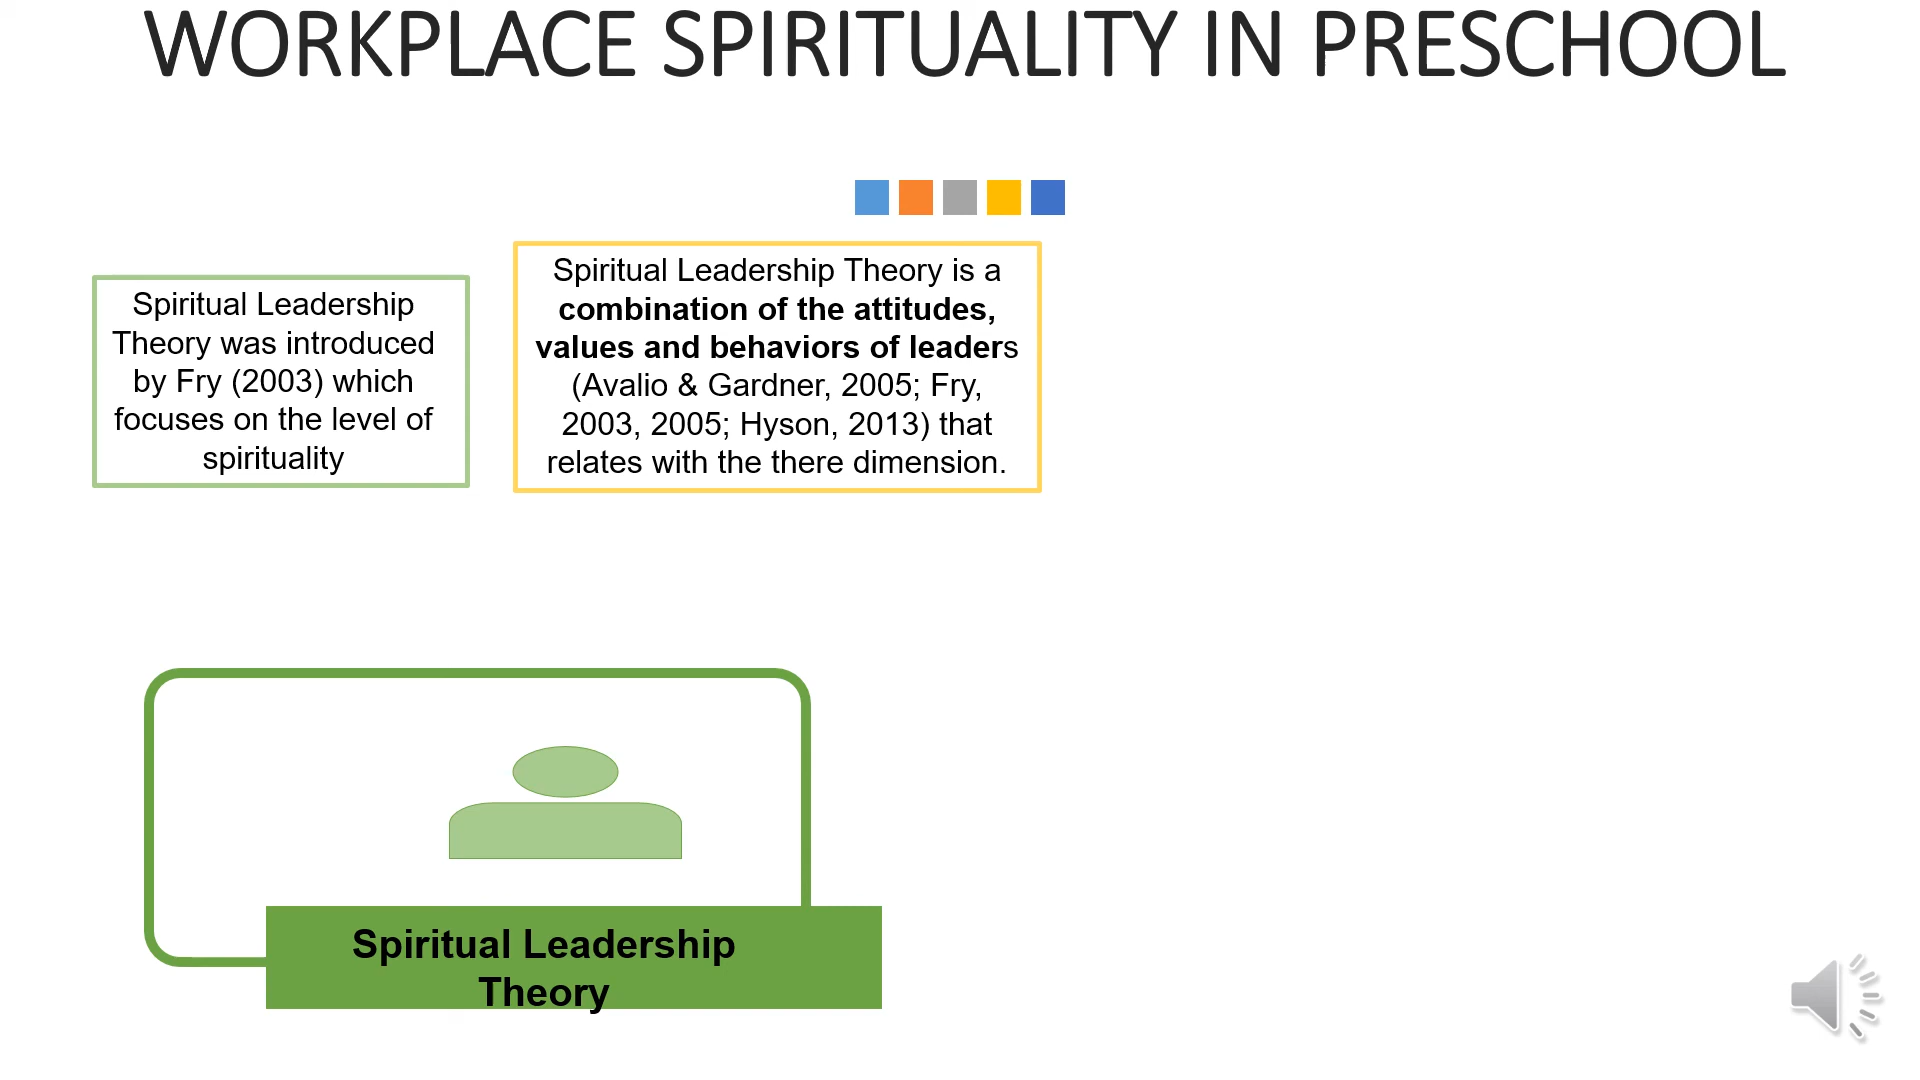 WORKPLACE SPIRITUALITY IN PRESCHOOL
Spiritual Leadership
Theory was introduced
by Fry (2003) which
focuses on the level of
spirituality
Spiritual Leadership Theory is a
combination of the attitudes,
values and behaviors of leaders
(Avalio & Gardner, 2005; Fry,
2003, 2005; Hyson, 2013) that
relates with the there dimension.
Spiritual Leadership
Theory